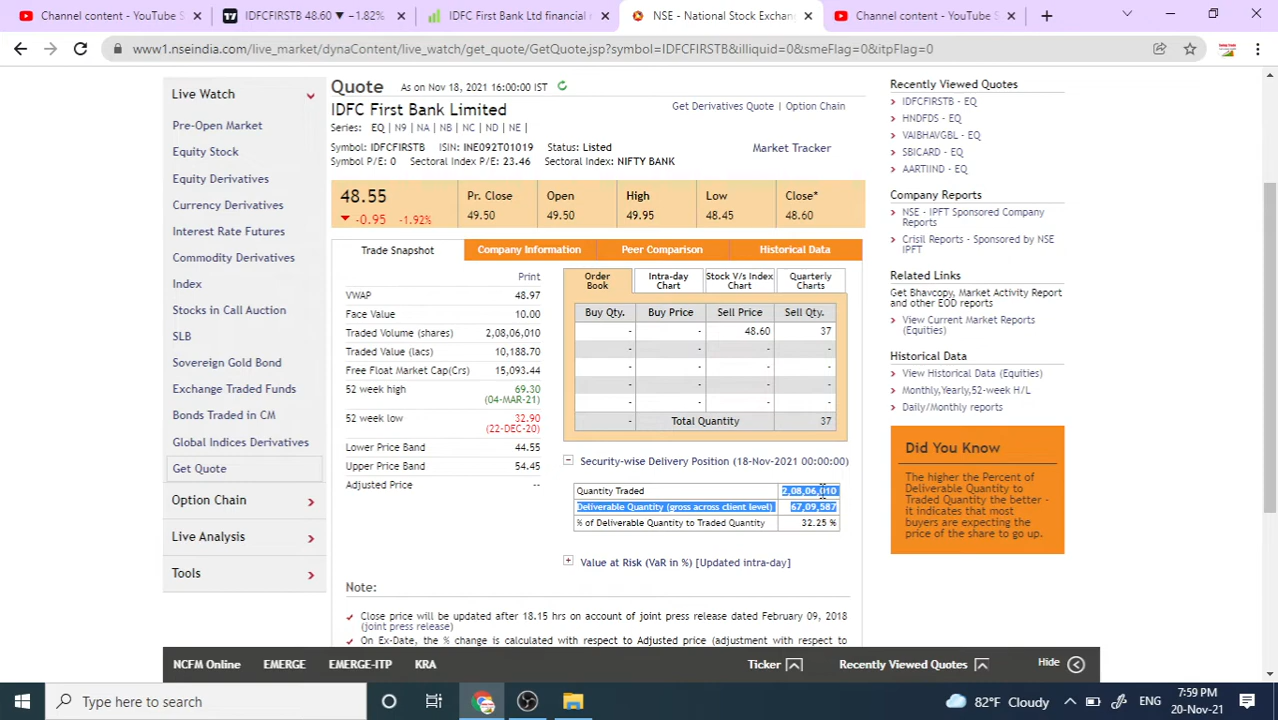 Channel content - YouTube S
IDFCFIRSTB 48.60 ▼ −1.82%
IDFC First Bank Ltd financial r
NSE - National Stock Exchan
Channel content - YouTube S
www1.nseindia.com/live_market/dynaContent/live_watch/get_quote/GetQuote.jsp?symbol=IDFCFIRSTB&illiquid=0&smeFlag=0&itpFlag=0
Live Watch
Pre-Open Market
Equity Stock
Equity Derivatives
Currency Derivatives
Interest Rate Futures
Commodity Derivatives
Index
Stocks in Call Auction
SLB
Sovereign Gold Bond
Exchange Traded Funds
Bonds Traded in CM
Global Indices Derivatives
Get Quote
Option Chain
Live Analysis
Tools
Quote As on Nov 18, 2021 16:00:00 IST
IDFC First Bank Limited
Get Derivatives Quote | Option Chain
Series: EQ | N9 | NA | NB | NC | ND | NE |
Symbol: IDFCFIRSTB ISIN: INE092T01019 Status: Listed
Symbol P/E: 0 Sectoral Index P/E: 23.46 Sectoral Index: NIFTY BANK
Market Tracker
48.55 Pr. Close Open High Low Close*
-0.95 -1.92% 49.50 49.50 49.95 48.45 48.60
Trade Snapshot Company Information Peer Comparison Historical Data
Print
VWAP 48.97
Face Value 10.00
Traded Volume (shares) 2,08,06,010
Traded Value (lacs) 10,188.70
Free Float Market Cap(Crs) 15,093.44
52 week high 69.30
(04-MAR-21)
52 week low 32.90
(22-DEC-20)
Lower Price Band 44.55
Upper Price Band 54.45
Adjusted Price --
Order Book
Intra-day Chart
Stock V/s Index Chart
Quarterly Charts
Buy Qty. Buy Price Sell Price Sell Qty.
- - 48.60 37
- - - -
- - - -
- - - -
- - - -
- Total Quantity 37
Security-wise Delivery Position (18-Nov-2021 00:00:00)
Quantity Traded 2,08,06,010
Deliverable Quantity (gross across client level) 67,09,587
% of Deliverable Quantity to Traded Quantity 32.25 %
Value at Risk (VaR in %) [Updated intra-day]
Note:
Close price will be updated after 18.15 hrs on account of joint press release dated February 09, 2018
(joint press release)
On Ex-Date, the % change is calculated with respect to Adjusted price (adjustment with respect to
Recently Viewed Quotes
IDFCFIRSTB - EQ
HNDFDS - EQ
VAIBHAVGBL - EQ
SBICARD - EQ
AARTIIND - EQ
Company Reports
NSE - IPFT Sponsored Company
Reports
Crisil Reports - Sponsored by NSE
IPFT
Related Links
Get Bhavcopy, Market Activity Report
and other EOD reports
View Current Market Reports
(Equities)
Historical Data
View Historical Data (Equities)
Monthly,Yearly,52-week H/L
Daily/Monthly reports
Did You Know
The higher the Percent of
Deliverable Quantity to
Traded Quantity the better -
it indicates that most
buyers are expecting the
price of the share to go up.
NCFM Online EMERGE EMERGE-ITP KRA Ticker Recently Viewed Quotes Hide
Type here to search
82°F Cloudy
ENG
7:59 PM
20-Nov-21